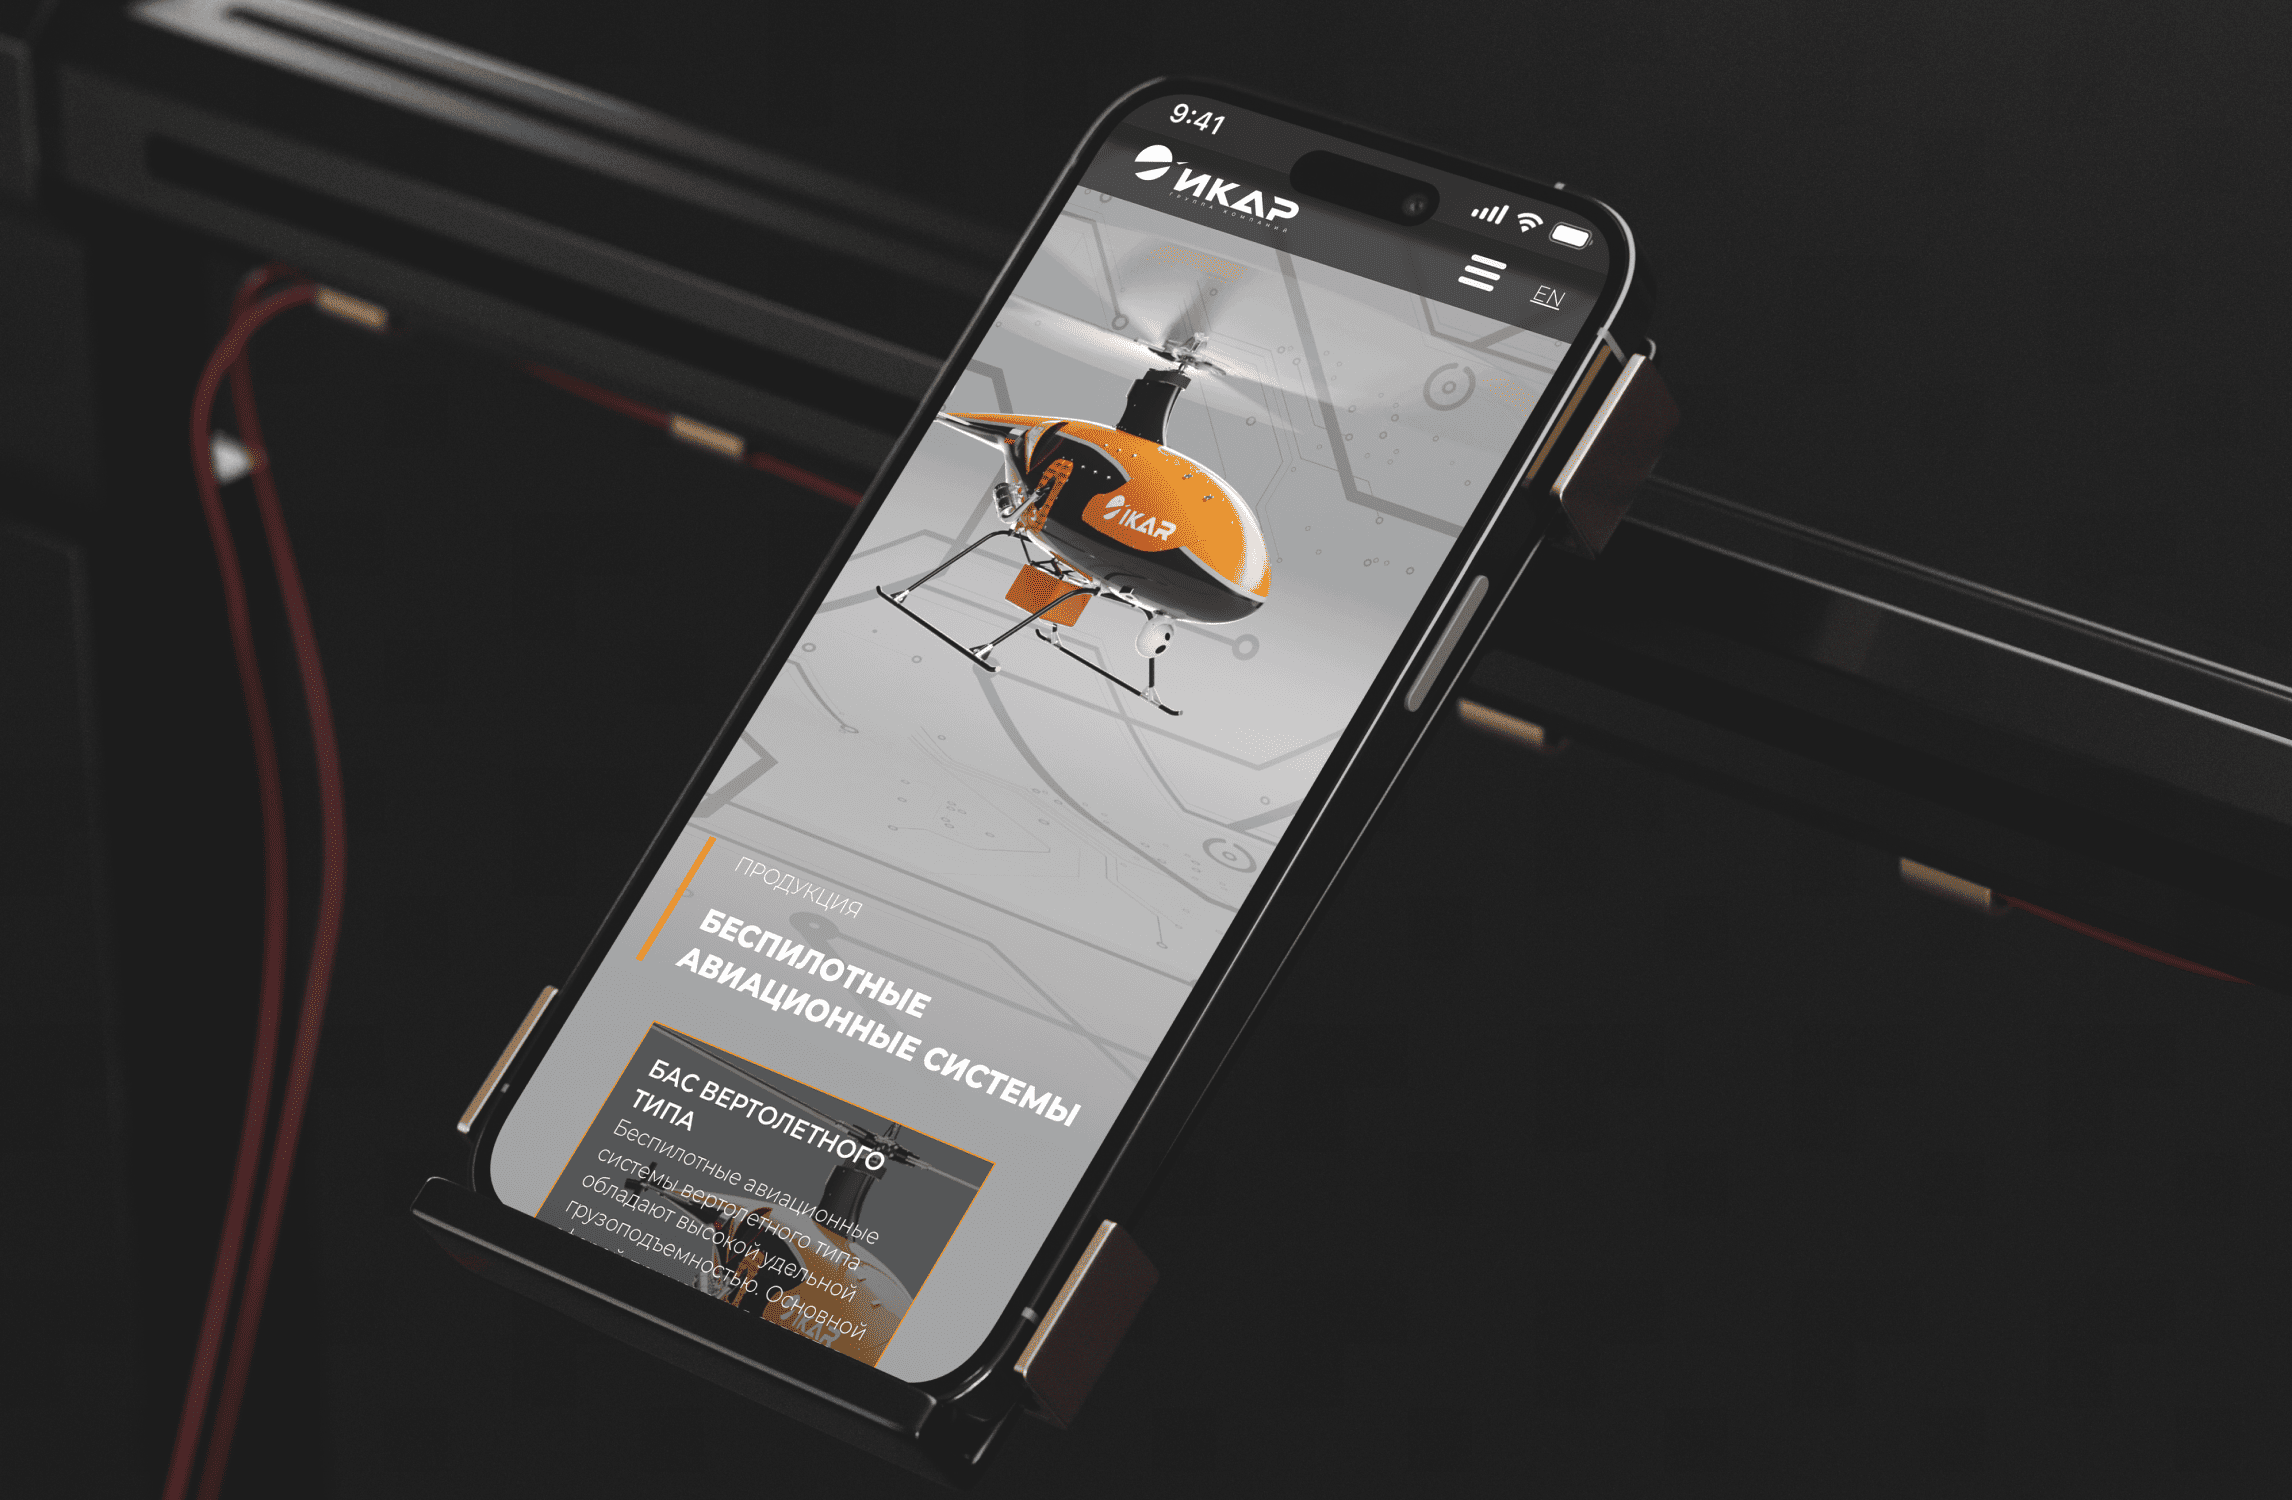 9:41
ИКАР
ГРУППА КОМПАНИЙ
EN
IKAR
ПРОДУКЦИЯ
БЕСПИЛОТНЫЕ
АВИАЦИОННЫЕ СИСТЕМЫ
БАС ВЕРТОЛЕТНОГО
ТИПА
Беспилотные авиационные
системы вертолетного типа
обладают высокой удельной
грузоподъемностью. Основной
IKAR